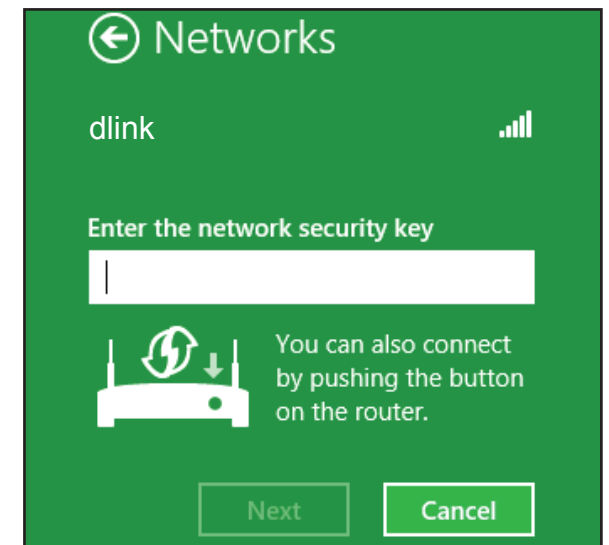 Networks
dlink
Enter the network security key
You can also connect
by pushing the button
on the router.
Next
Cancel